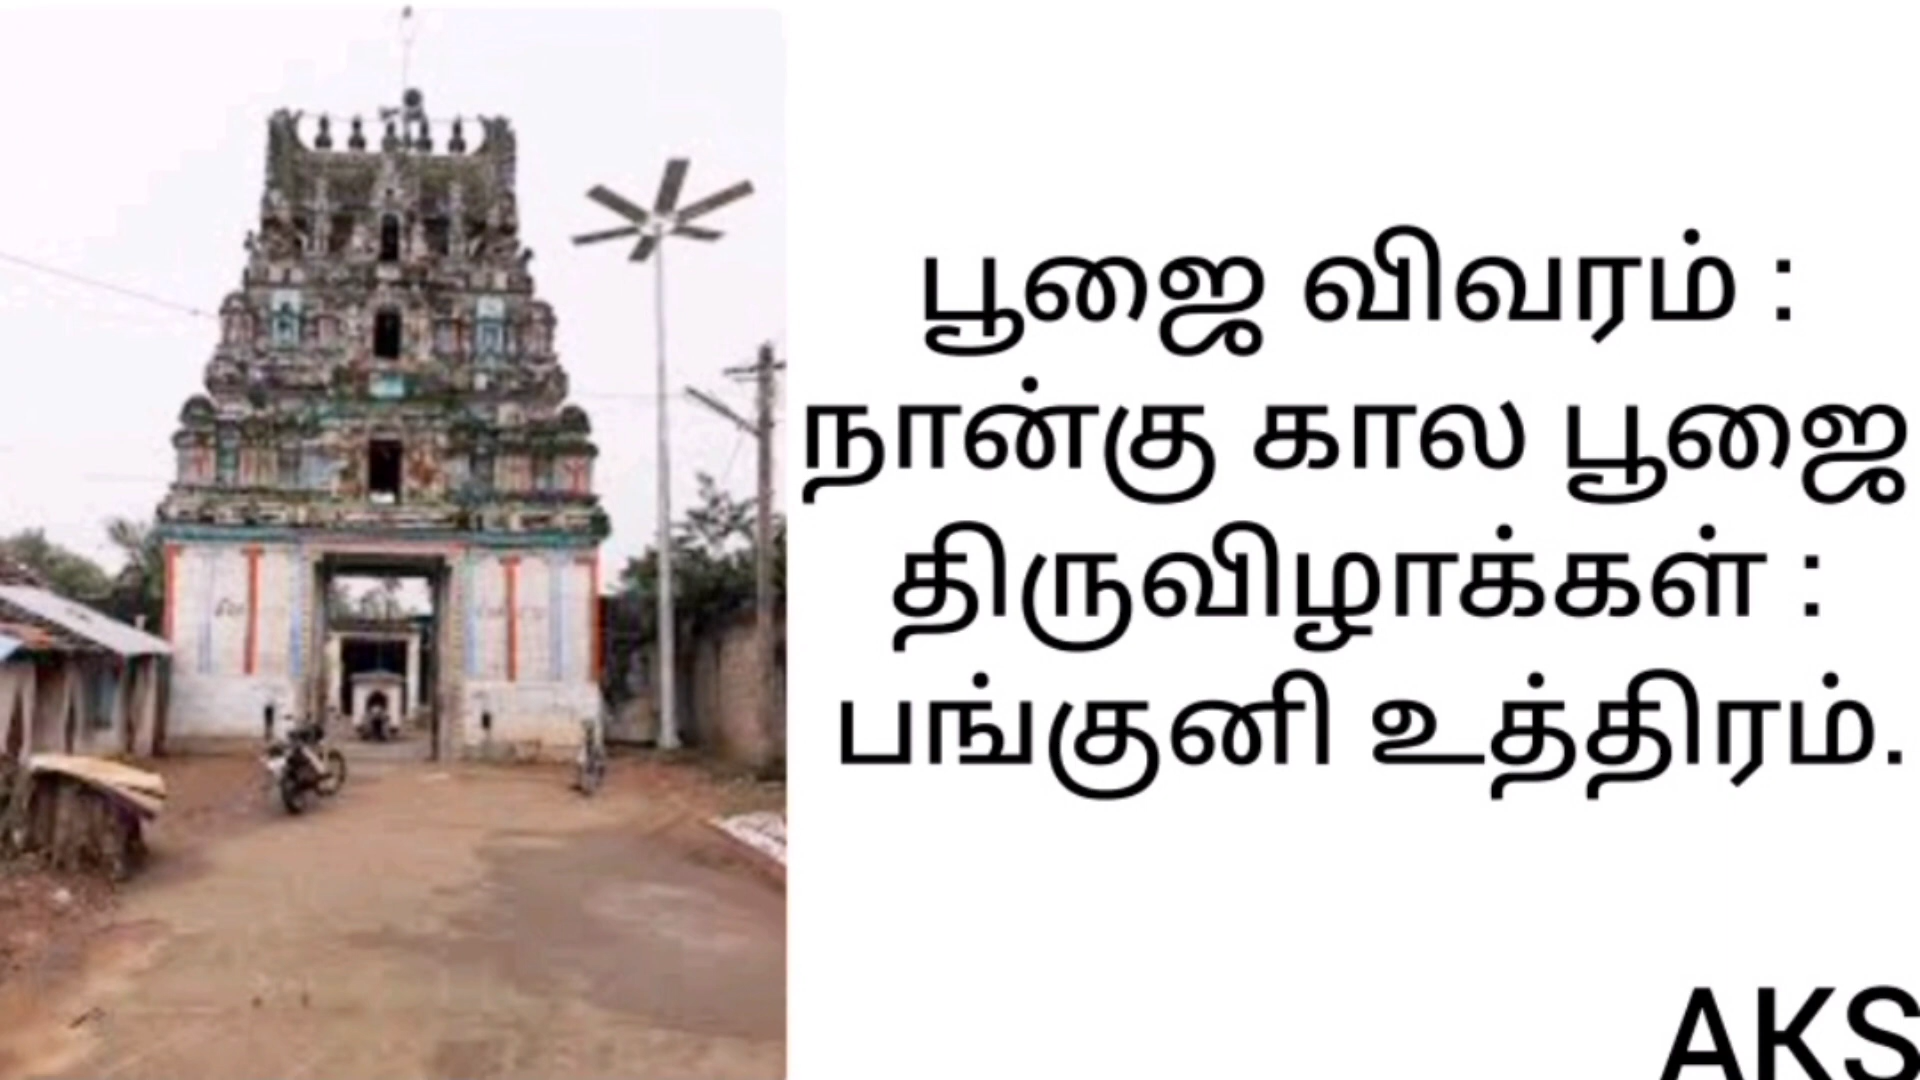 பூஜை விவரம் :
நான்கு கால பூஜை
திருவிழாக்கள் :
பங்குனி உத்திரம்.
AKS